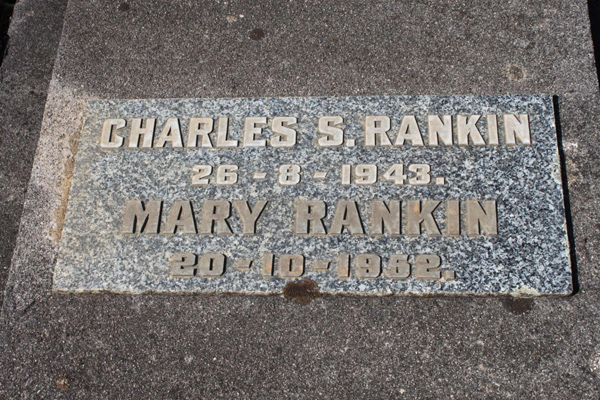 CHARLES S. RANKIN
26 - 8 - 1943.
MARY RANKIN
20 - 10 - 1952.